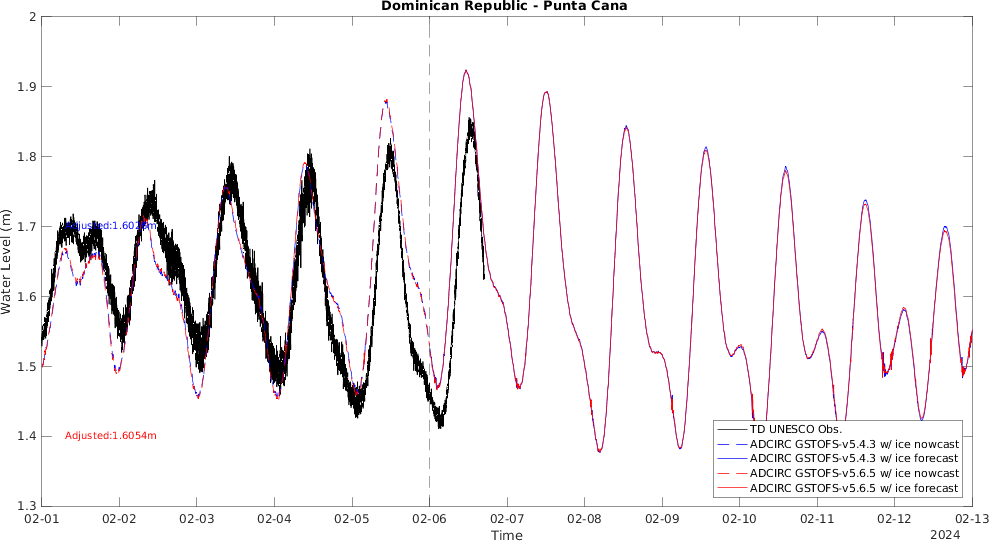 Dominican Republic - Punta Cana
2
1.9
1.8
1.7
1.6
1.5
1.4
1.3
Water Level (m)
Adjusted:1.6023m
Adjusted:1.6054m
TD UNESCO Obs.
ADCIRC GSTOFS-v5.4.3 w/ ice nowcast
ADCIRC GSTOFS-v5.4.3 w/ ice forecast
ADCIRC GSTOFS-v5.6.5 w/ ice nowcast
ADCIRC GSTOFS-v5.6.5 w/ ice forecast
02-01 02-02 02-03 02-04 02-05 02-06 02-07 02-08 02-09 02-10 02-11 02-12 02-13
Time
2024